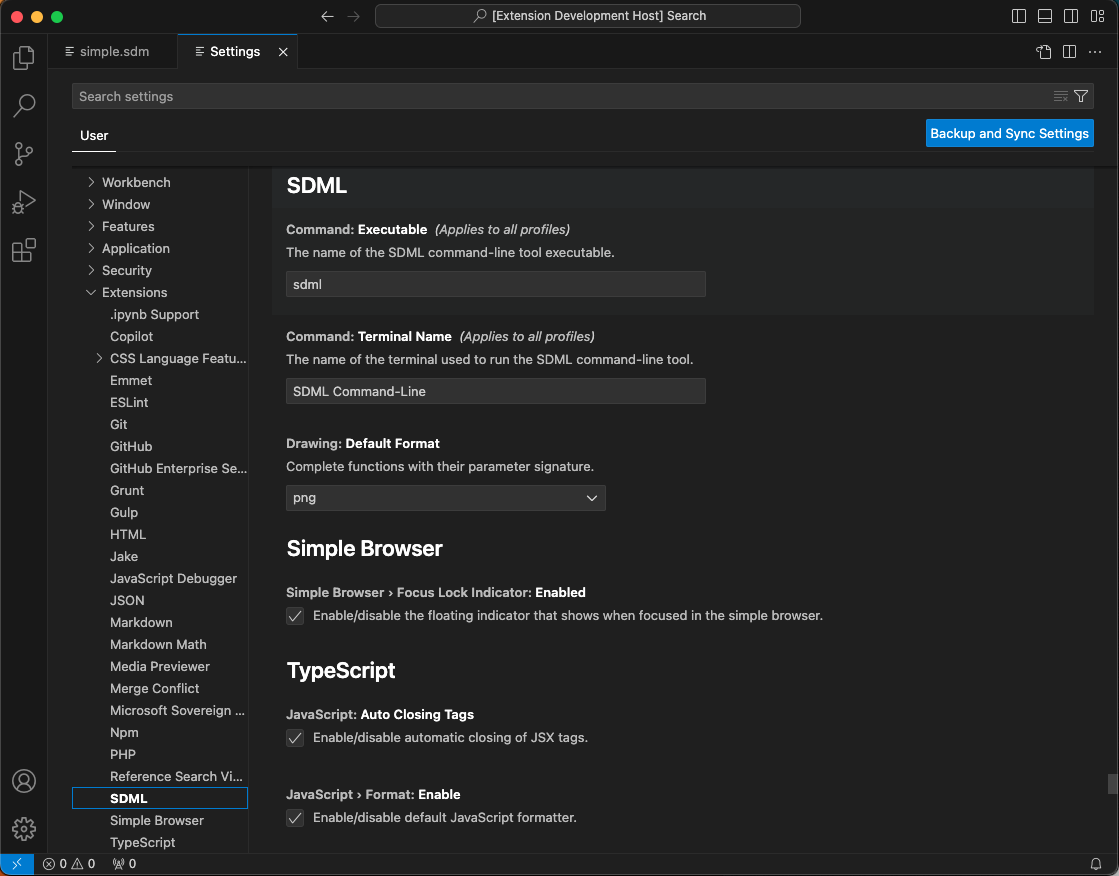 [Extension Development Host] Search
simple.sdm
Settings
Search settings
User
Backup and Sync Settings
Workbench
Window
Features
Application
Security
Extensions
.ipynb Support
Copilot
CSS Language Featu...
Emmet
ESLint
Git
GitHub
GitHub Enterprise Se...
Grunt
Gulp
HTML
Jake
JavaScript Debugger
JSON
Markdown
Markdown Math
Media Previewer
Merge Conflict
Microsoft Sovereign ...
Npm
PHP
Reference Search Vi...
SDML
Simple Browser
TypeScript
SDML
Command: Executable (Applies to all profiles)
The name of the SDML command-line tool executable.
sdml
Command: Terminal Name (Applies to all profiles)
The name of the terminal used to run the SDML command-line tool.
SDML Command-Line
Drawing: Default Format
Complete functions with their parameter signature.
png
Simple Browser
Simple Browser › Focus Lock Indicator: Enabled
Enable/disable the floating indicator that shows when focused in the simple browser.
TypeScript
JavaScript: Auto Closing Tags
Enable/disable automatic closing of JSX tags.
JavaScript › Format: Enable
Enable/disable default JavaScript formatter.
0 0 0